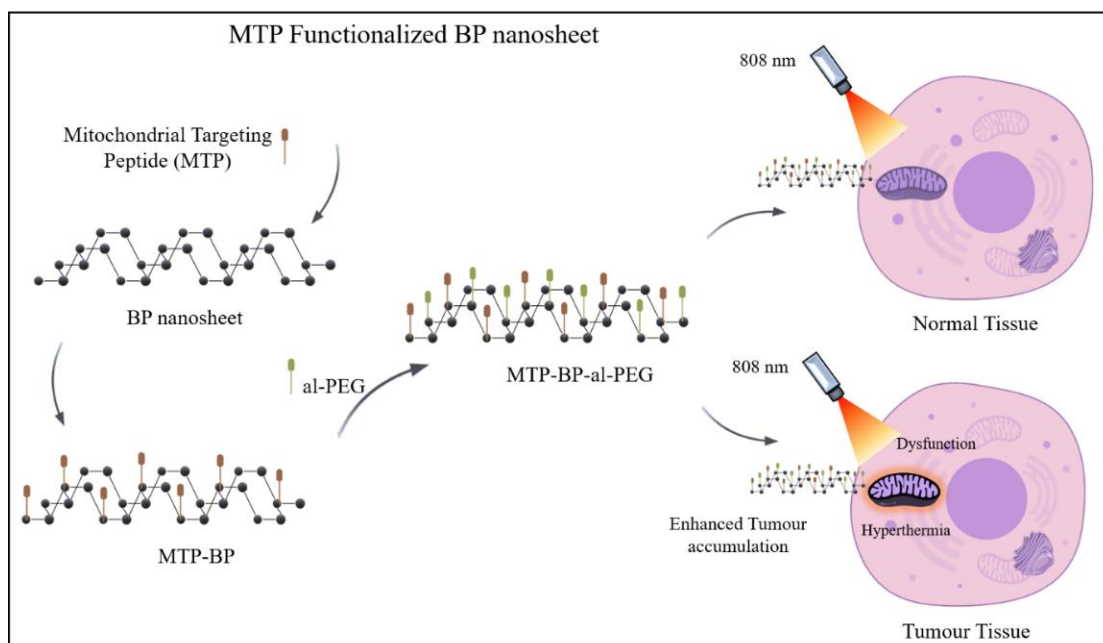 MTP Functionalized BP nanosheet
Mitochondrial Targeting
Peptide (MTP)
BP nanosheet
MTP-BP
al-PEG
MTP-BP-al-PEG
808 nm
Normal Tissue
808 nm
Dysfunction
Hyperthermia
Enhanced Tumour
accumulation
Tumour Tissue